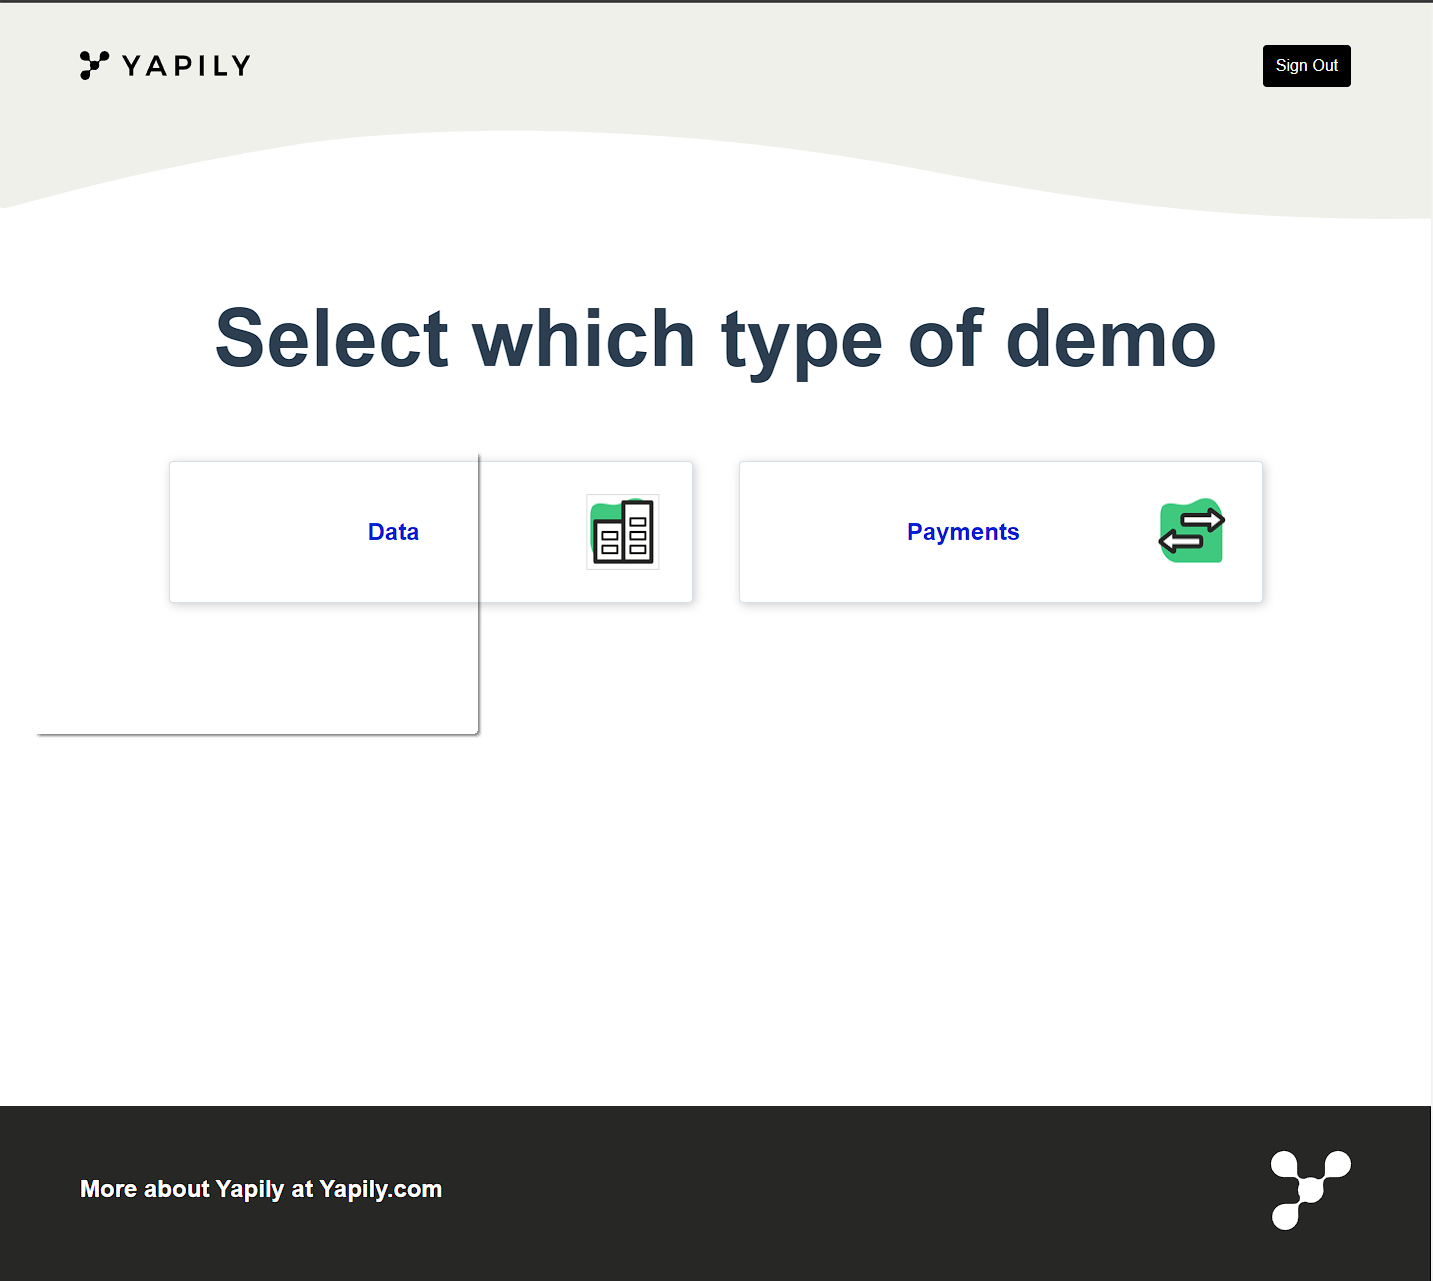 YAPILY
Sign Out
Select which type of demo
Data
Payments
More about Yapily at Yapily.com